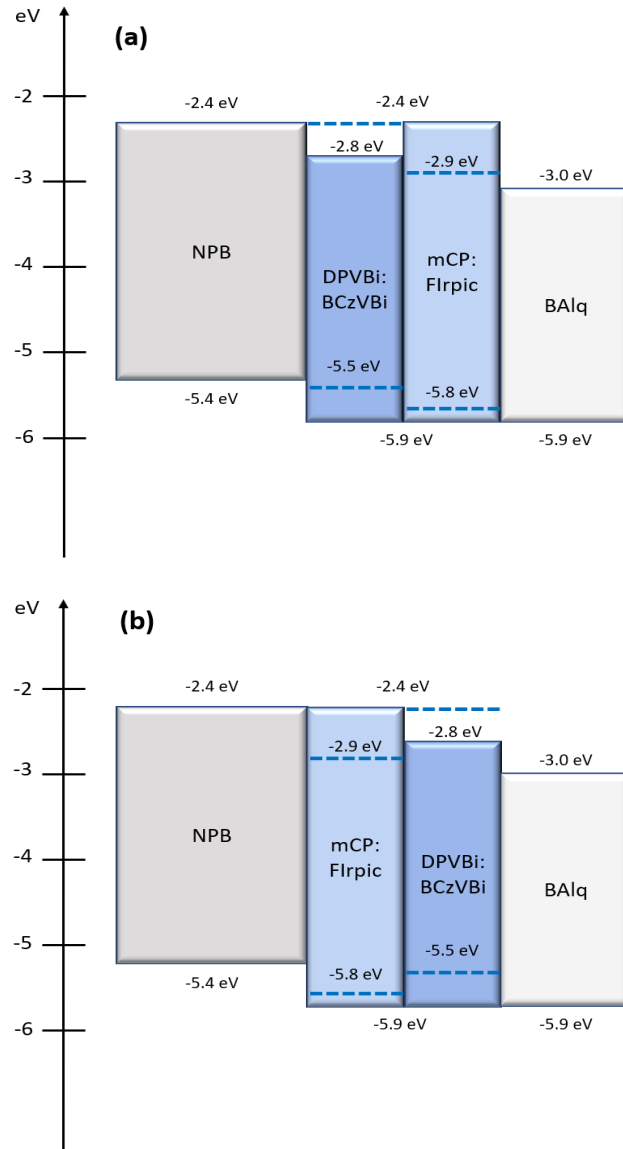 eV
(a)
-2
-2.4 eV
-2.4 eV
-2.8 eV
-2.9 eV
-3
-3.0 eV
NPB
mCP:
FIrpic
-4
DPVBi:
BCzVBi
BAlq
-5
-5.5 eV
-5.4 eV
-5.8 eV
-6
-5.9 eV
-5.9 eV
eV
(b)
-2
-2.4 eV
-2.4 eV
-2.8 eV
-2.9 eV
-3
-3.0 eV
NPB
mCP:
FIrpic
-4
DPVBi:
BCzVBi
BAlq
-5
-5.5 eV
-5.4 eV
-5.8 eV
-6
-5.9 eV
-5.9 eV